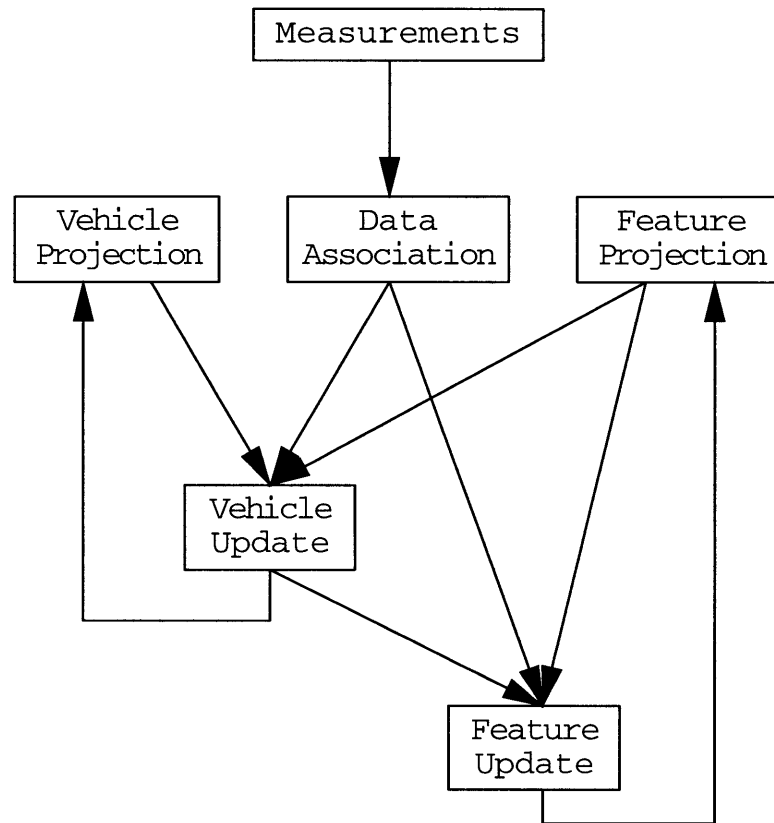 Measurements
Vehicle
Projection
Data
Association
Feature
Projection
Vehicle
Update
Feature
Update